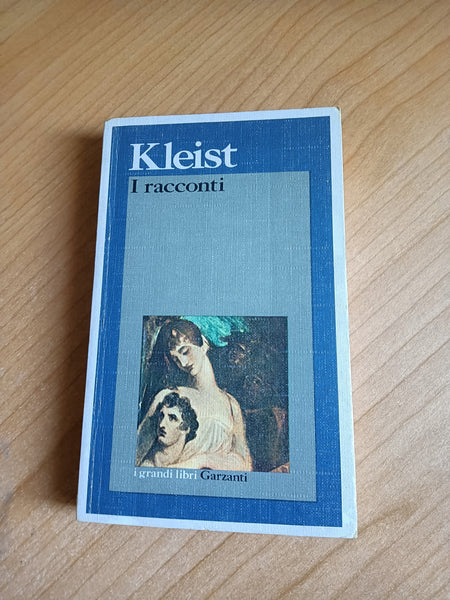 Kleist
I racconti
i grandi libri Garzanti